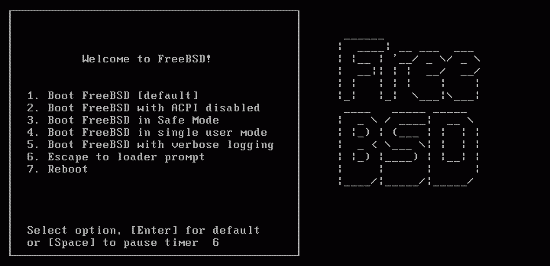 Welcome to FreeBSD!
1. Boot FreeBSD [default]
2. Boot FreeBSD with ACPI disabled
3. Boot FreeBSD in Safe Mode
4. Boot FreeBSD in single user mode
5. Boot FreeBSD with verbose logging
6. Escape to loader prompt
7. Reboot
Select option, [Enter] for default
or [Space] to pause timer 6
Free
BSD